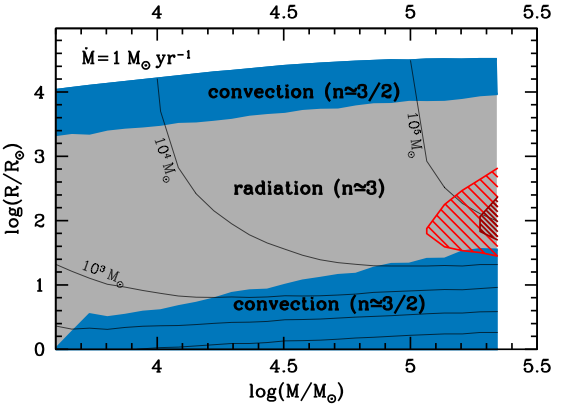 4 4.5 5 5.5
Ṁ=1 M⊙ yr⁻¹
convection (n≃3/2)
10⁴ M⊙
10⁵ M⊙
radiation (n≃3)
10³ M⊙
convection (n≃3/2)
4
3
2
1
0
log(R/R⊙)
4 4.5 5 5.5
log(M/M⊙)